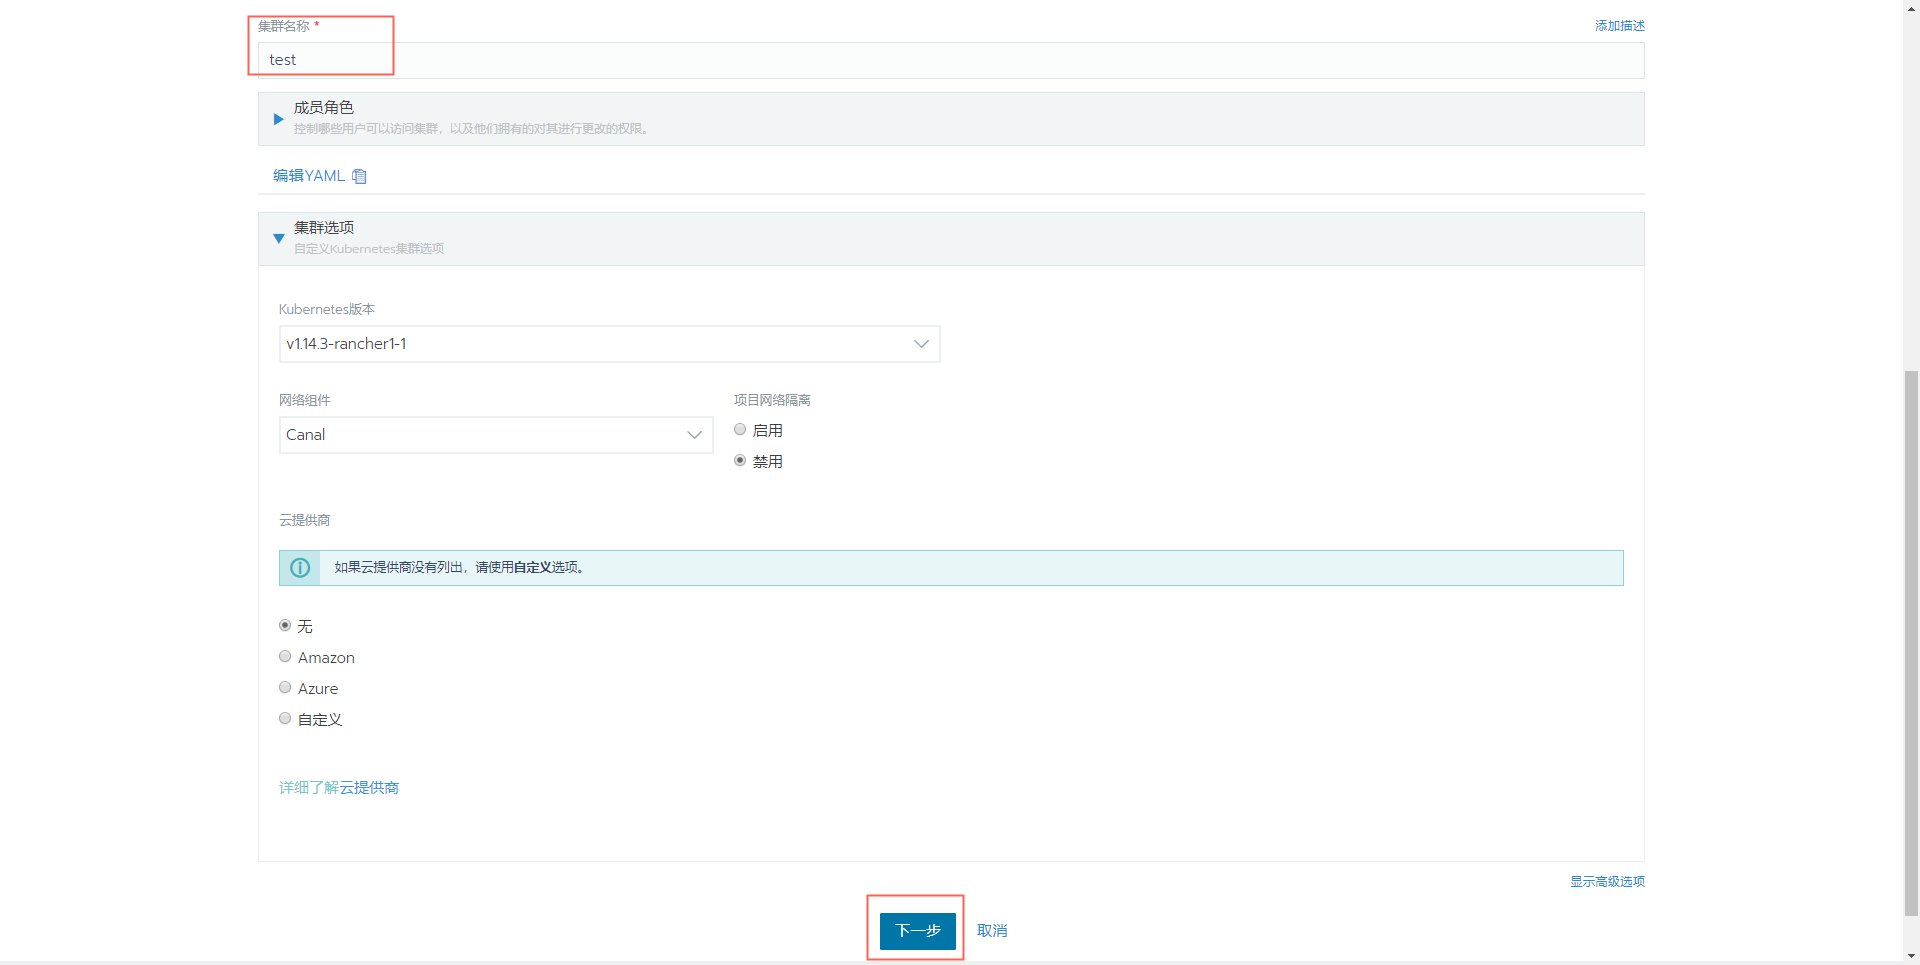 集群名称 *
添加描述
test
成员角色
控制哪些用户可以访问集群，以及他们拥有的对其进行更改的权限。
编辑YAML
集群选项
自定义Kubernetes集群选项
Kubernetes版本
v1.14.3-rancher1-1
网络组件
项目网络隔离
Canal
启用
禁用
云提供商
如果云提供商没有列出，请使用自定义选项。
无
Amazon
Azure
自定义
详细了解云提供商
显示高级选项
下一步
取消